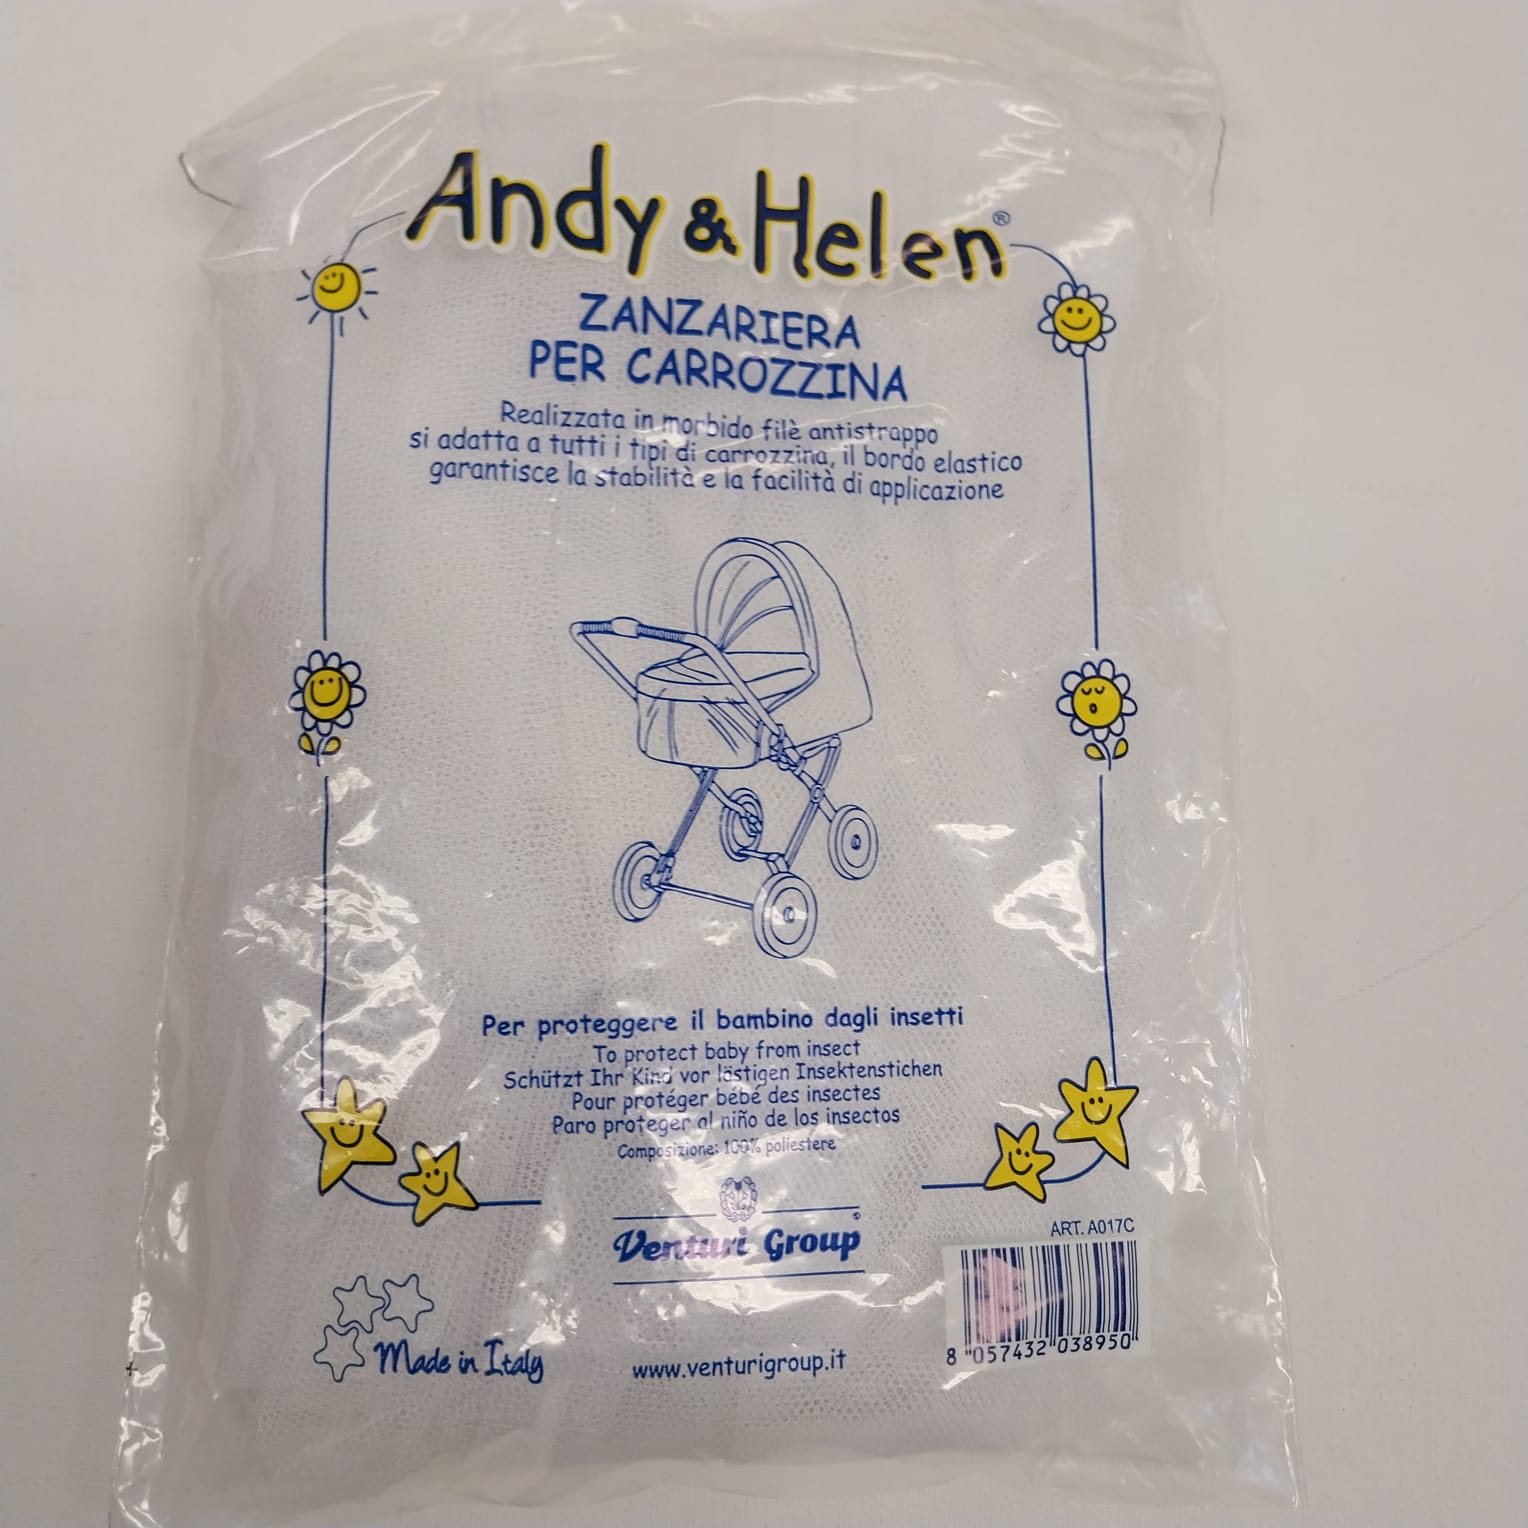 Andy & Helen®
ZANZARIERA
PER CARROZZINA
Realizzata in morbido filè antistrappo
si adatta a tutti i tipi di carrozzina, il bordo elastico
garantisce la stabilità e la facilità di applicazione
Per proteggere il bambino dagli insetti
To protect baby from insect
Schützt Ihr Kind vor lästigen Insektenstichen
Pour protéger bébé des insectes
Paro proteger al niño de los insectos
Composizione: 100% poliestere
Venturi Group
ART. A017C
8 057432 038950
Made in Italy
www.venturigroup.it